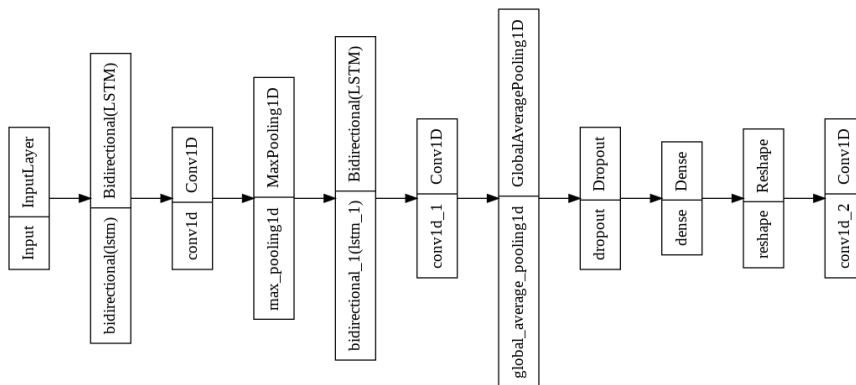 Input
InputLayer
bidirectional(lstm)
Bidirectional(LSTM)
conv1d
Conv1D
max_pooling1d
MaxPooling1D
bidirectional_1(lstm_1)
Bidirectional(LSTM)
conv1d_1
Conv1D
global_average_pooling1d
GlobalAveragePooling1D
dropout
Dropout
dense
Dense
reshape
Reshape
conv1d_2
Conv1D